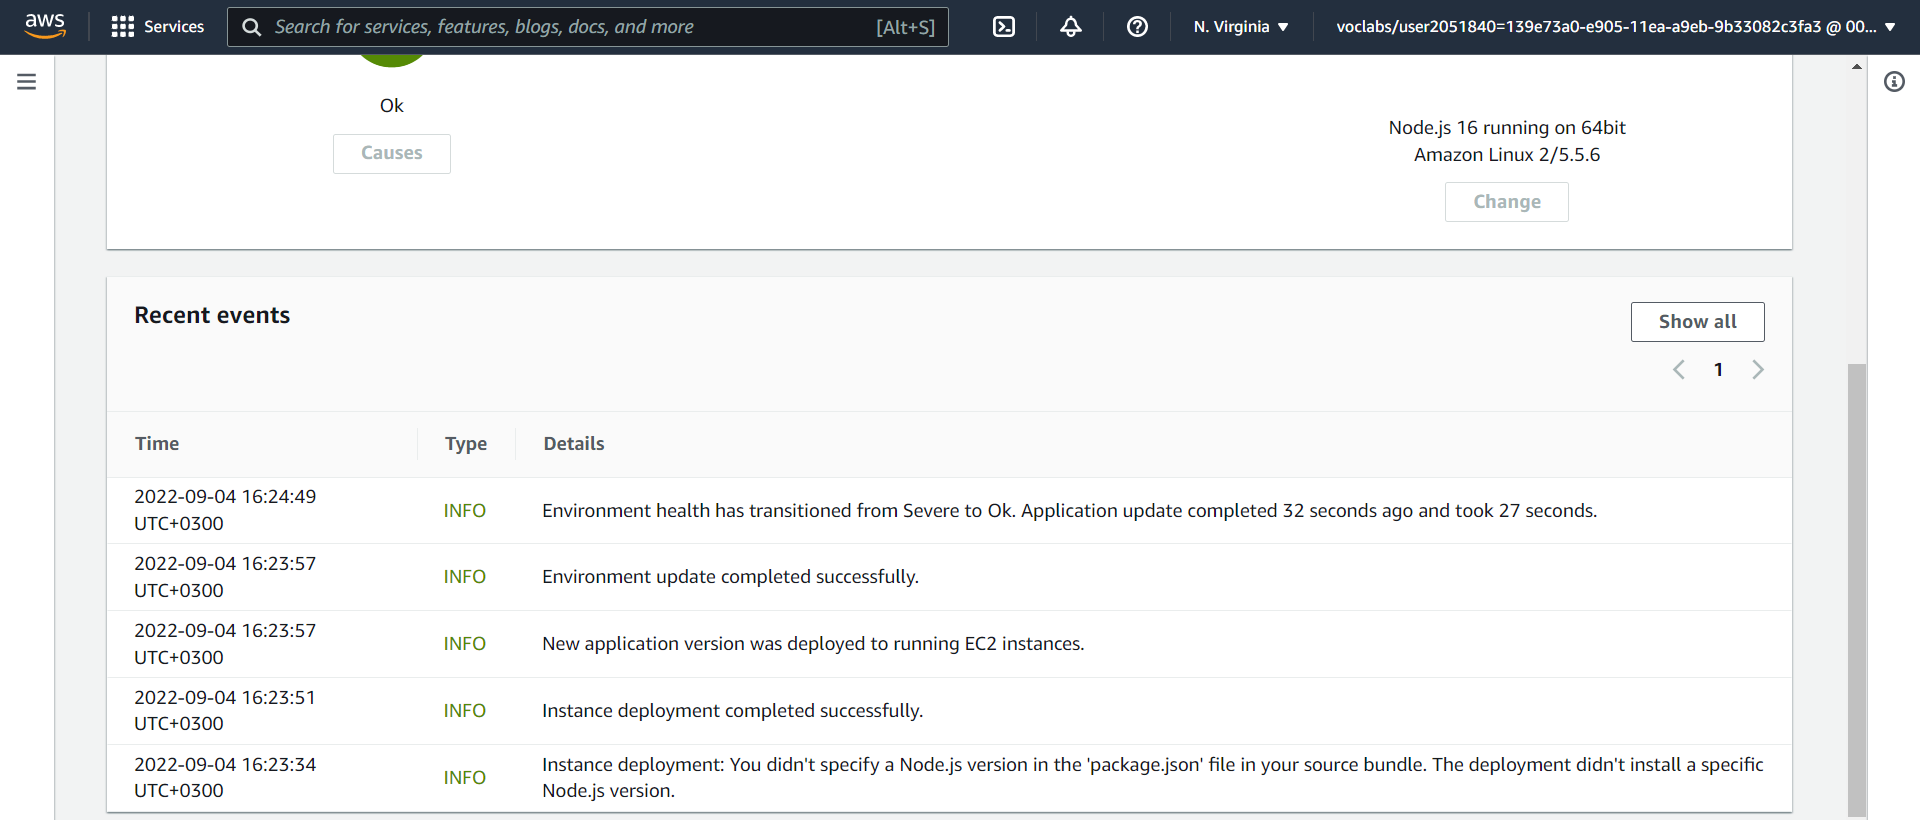 aws
Services
Search for services, features, blogs, docs, and more
[Alt+S]
N. Virginia
voclabs/user2051840=139e73a0-e905-11ea-a9eb-9b33082c3fa3 @ 00...
Ok
Causes
Node.js 16 running on 64bit
Amazon Linux 2/5.5.6
Change
Recent events
Show all
1
Time Type Details
2022-09-04 16:24:49
UTC+0300
INFO
Environment health has transitioned from Severe to Ok. Application update completed 32 seconds ago and took 27 seconds.
2022-09-04 16:23:57
UTC+0300
INFO
Environment update completed successfully.
2022-09-04 16:23:57
UTC+0300
INFO
New application version was deployed to running EC2 instances.
2022-09-04 16:23:51
UTC+0300
INFO
Instance deployment completed successfully.
2022-09-04 16:23:34
UTC+0300
INFO
Instance deployment: You didn't specify a Node.js version in the 'package.json' file in your source bundle. The deployment didn't install a specific
Node.js version.